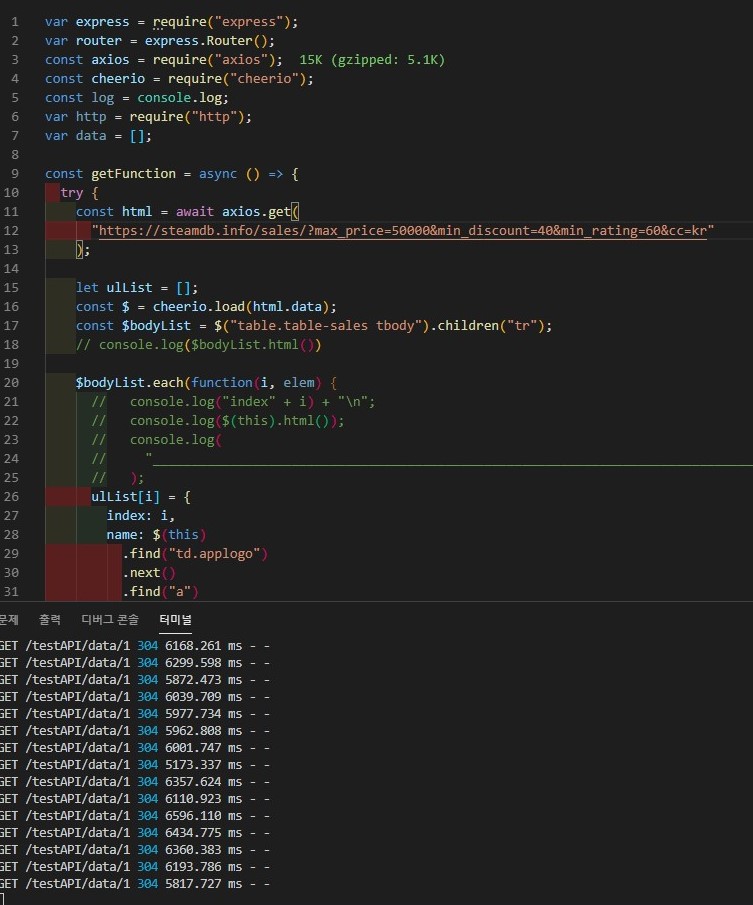 1 var express = require("express");
2 var router = express.Router();
3 const axios = require("axios"); 15K (gzipped: 5.1K)
4 const cheerio = require("cheerio");
5 const log = console.log;
6 var http = require("http");
7 var data = [];
8
9 const getFunction = async () => {
10 try {
11 const html = await axios.get(
12 "https://steamdb.info/sales/?max_price=50000&min_discount=40&min_rating=60&cc=kr"
13 );
14
15 let ulList = [];
16 const $ = cheerio.load(html.data);
17 const $bodyList = $("table.table-sales tbody").children("tr");
18 // console.log($bodyList.html())
19
20 $bodyList.each(function(i, elem) {
21 // console.log("index" + i) + "\n";
22 // console.log($(this).html());
23 // console.log(
24 // "______________________________________________________________________________
25 // );
26 ulList[i] = {
27 index: i,
28 name: $(this)
29 .find("td.applogo")
30 .next()
31 .find("a")
문제 출력 디버그 콘솔 터미널
GET /testAPI/data/1 304 6168.261 ms - -
GET /testAPI/data/1 304 6299.598 ms - -
GET /testAPI/data/1 304 5872.473 ms - -
GET /testAPI/data/1 304 6039.709 ms - -
GET /testAPI/data/1 304 5977.734 ms - -
GET /testAPI/data/1 304 5962.808 ms - -
GET /testAPI/data/1 304 6001.747 ms - -
GET /testAPI/data/1 304 5173.337 ms - -
GET /testAPI/data/1 304 6357.624 ms - -
GET /testAPI/data/1 304 6110.923 ms - -
GET /testAPI/data/1 304 6596.110 ms - -
GET /testAPI/data/1 304 6434.775 ms - -
GET /testAPI/data/1 304 6360.383 ms - -
GET /testAPI/data/1 304 6193.786 ms - -
GET /testAPI/data/1 304 5817.727 ms - -